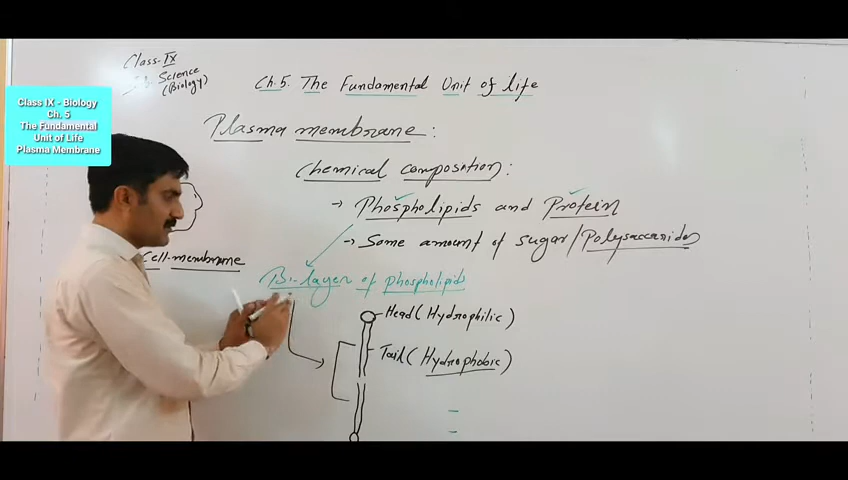 Class-IX
Science
(Biology)
Ch.5. The Fundamental Unit of life
Class IX - Biology
Ch. 5
The Fundamental
Unit of Life
Plasma Membrane
Plasma membrane:
Chemical composition:
→ Phospholipids and Protein
→ Some amount of sugar/Polysaccarides
Cell-membrane
Bi-layer of phospholipids
Head (Hydrophilic)
Tail (Hydrophobic)